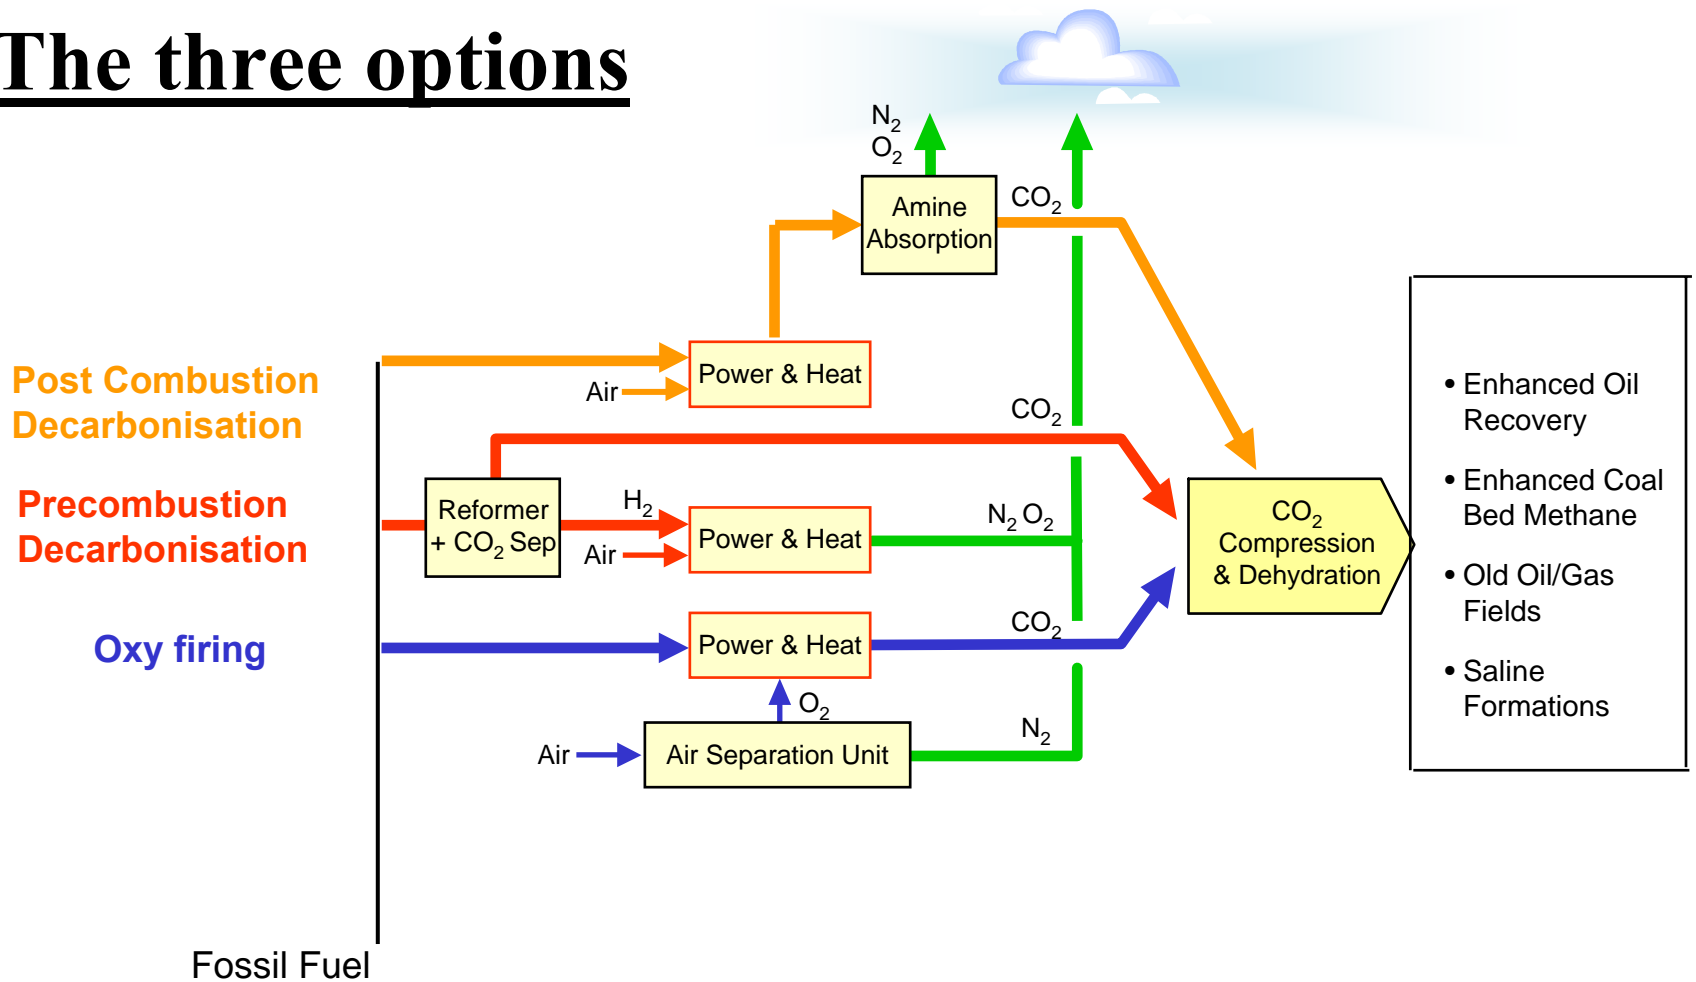 The three options
N₂
O₂
Amine
Absorption
CO₂
Post Combustion
Decarbonisation
Air
Power & Heat
CO₂
Precombustion
Decarbonisation
Reformer
+ CO₂ Sep
H₂
Air
Power & Heat
N₂ O₂
CO₂
Compression
& Dehydration
Oxy firing
Power & Heat
CO₂
O₂
Air
Air Separation Unit
N₂
• Enhanced Oil
Recovery
• Enhanced Coal
Bed Methane
• Old Oil/Gas
Fields
• Saline
Formations
Fossil Fuel